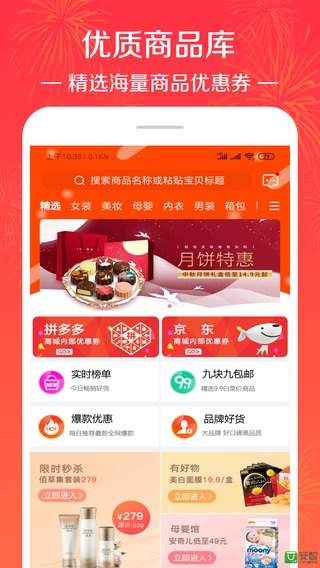 优质商品库
精选海量商品优惠券
上午10:36 | 0.1K/s
搜索商品名称或粘贴宝贝标题
精选 女装 美妆 母婴 内衣 男装 箱包
月饼特惠
中秋月饼礼盒低至14.9元起
拼多多
商城内部优惠券
GO>
京东
商城内部优惠券
GO>
实时榜单
今日畅销好货
九块九包邮
精选9.9白菜价商品
9.9
爆款优惠
每日推荐最新全网爆款
品牌好货
大品牌 好口碑高品质
限时秒杀
佰草集套装279
立即进入>
279
原价:339
有好物
美白面膜19.9/盒
立即进入>
母婴馆
安奇儿低至49元
立即进入>
moony
安智